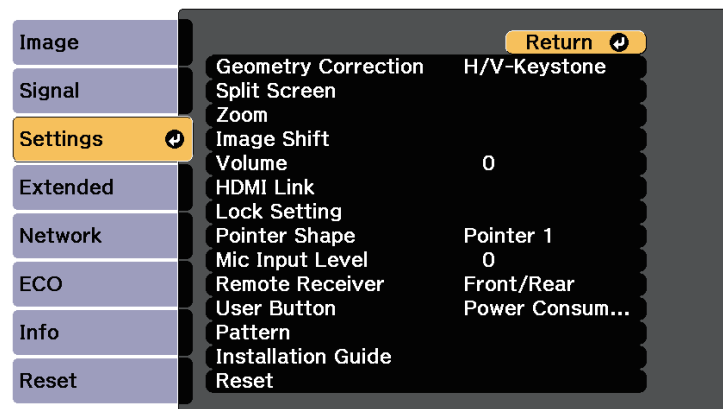 Image
Signal
Settings
Extended
Network
ECO
Info
Reset
Return
Geometry Correction H/V-Keystone
Split Screen
Zoom
Image Shift
Volume 0
HDMI Link
Lock Setting
Pointer Shape Pointer 1
Mic Input Level 0
Remote Receiver Front/Rear
User Button Power Consum...
Pattern
Installation Guide
Reset